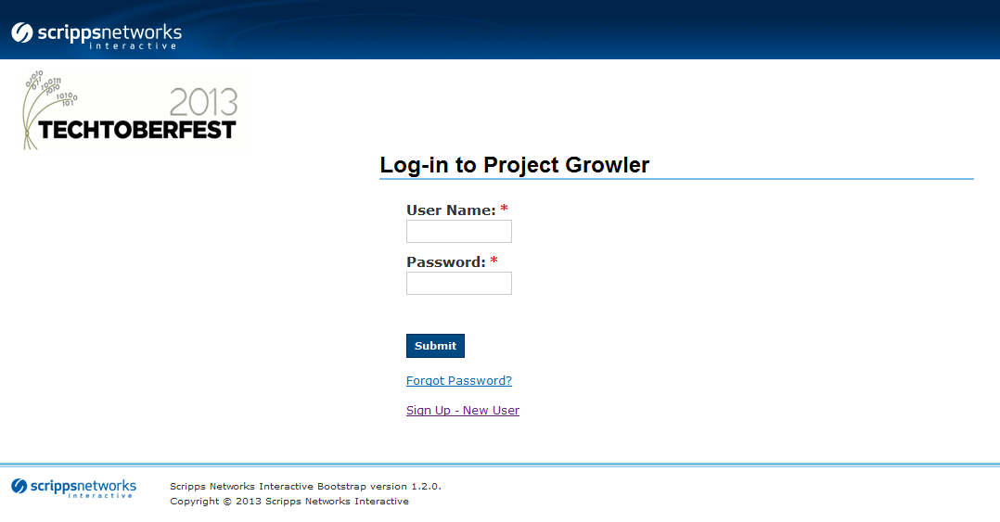 scrippsnetworks
interactive
01010
011
100111
1010
10100
101
2013
TECHTOBERFEST
Log-in to Project Growler
User Name: *
Password: *
Submit
Forgot Password?
Sign Up - New User
scrippsnetworks
interactive
Scripps Networks Interactive Bootstrap version 1.2.0.
Copyright © 2013 Scripps Networks Interactive